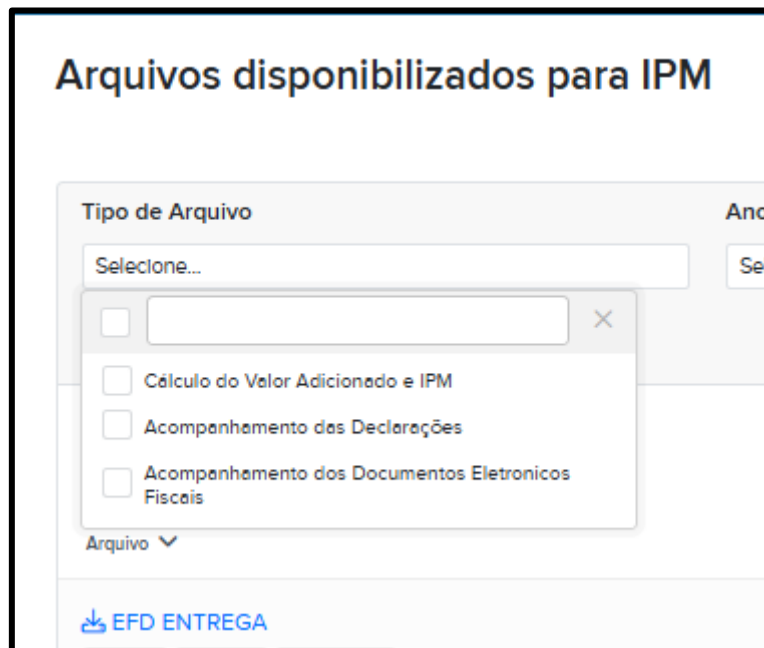 Arquivos disponibilizados para IPM
Tipo de Arquivo
Selecione...
Cálculo do Valor Adicionado e IPM
Acompanhamento das Declarações
Acompanhamento dos Documentos Eletronicos
Fiscais
Arquivo
EFD ENTREGA